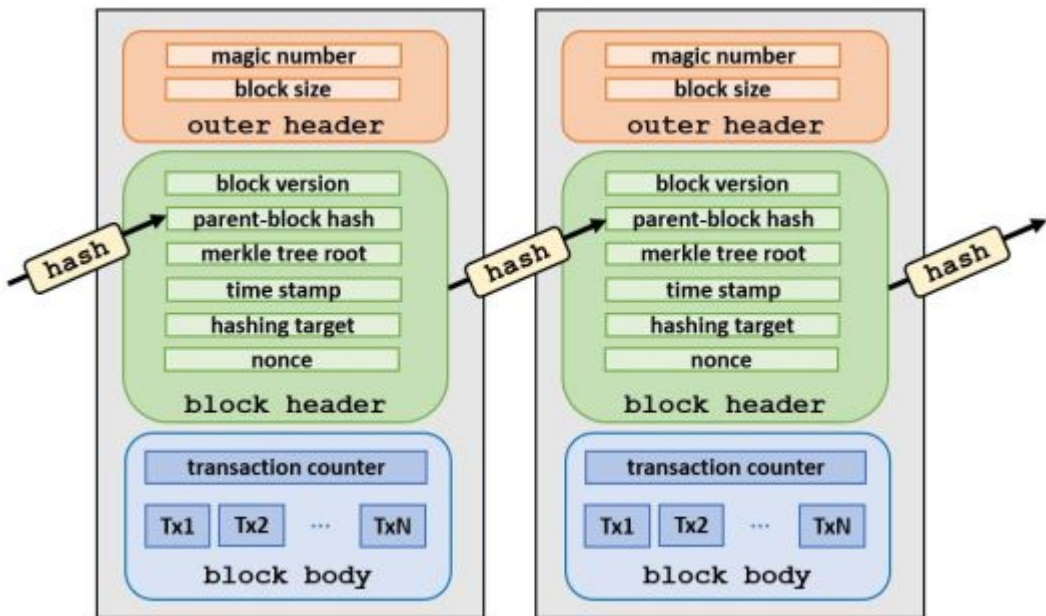 magic number
block size
outer header
block version
hash
parent-block hash
merkle tree root
time stamp
hashing target
nonce
block header
transaction counter
Tx1 Tx2 ... TxN
block body
magic number
block size
outer header
block version
hash
parent-block hash
merkle tree root
time stamp
hashing target
nonce
block header
transaction counter
Tx1 Tx2 ... TxN
block body
hash